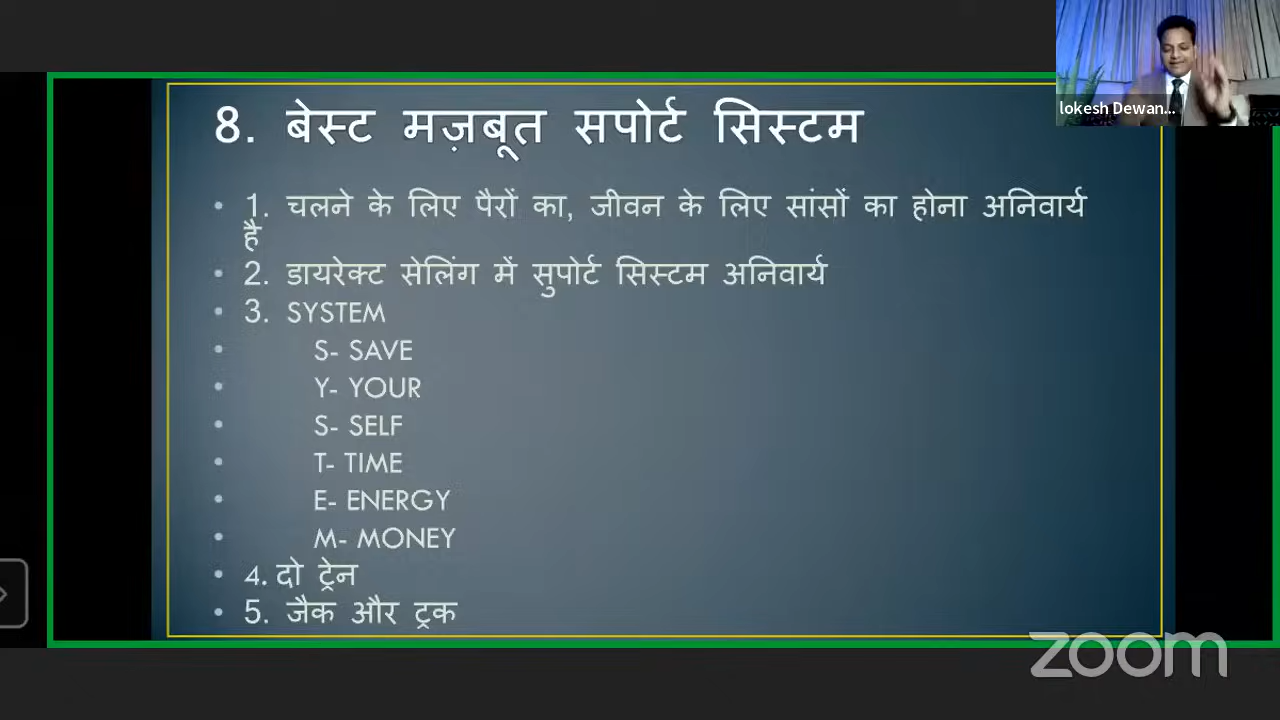 lokesh Dewan...
8. बेस्ट मज़बूत सपोर्ट सिस्टम
• 1. चलने के लिए पैरों का, जीवन के लिए सांसों का होना अनिवार्य
है
• 2. डायरेक्ट सेलिंग में सुपोर्ट सिस्टम अनिवार्य
• 3. SYSTEM
• S- SAVE
• Y- YOUR
• S- SELF
• T- TIME
• E- ENERGY
• M- MONEY
• 4. दो ट्रेन
• 5. जैक और ट्रक
zoom